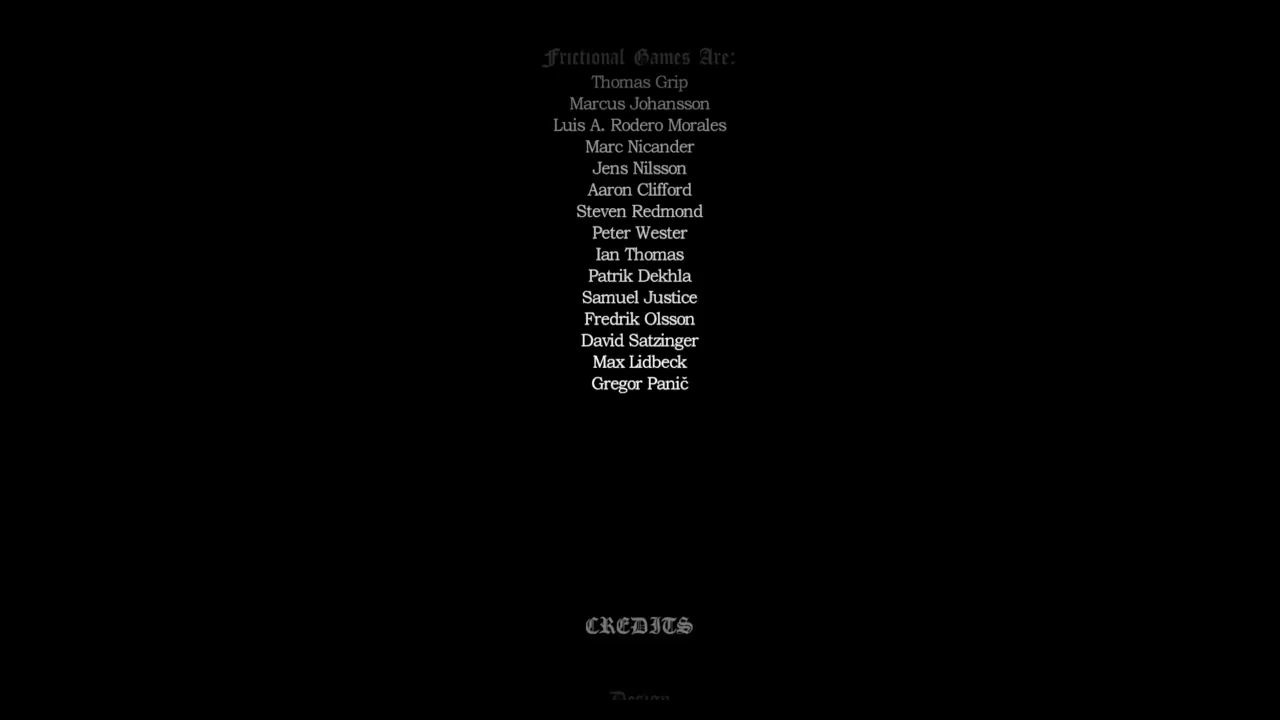 Frictional Games Are:
Thomas Grip
Marcus Johansson
Luis A. Rodero Morales
Marc Nicander
Jens Nilsson
Aaron Clifford
Steven Redmond
Peter Wester
Ian Thomas
Patrik Dekhla
Samuel Justice
Fredrik Olsson
David Satzinger
Max Lidbeck
Gregor Panič
CREDITS
Design